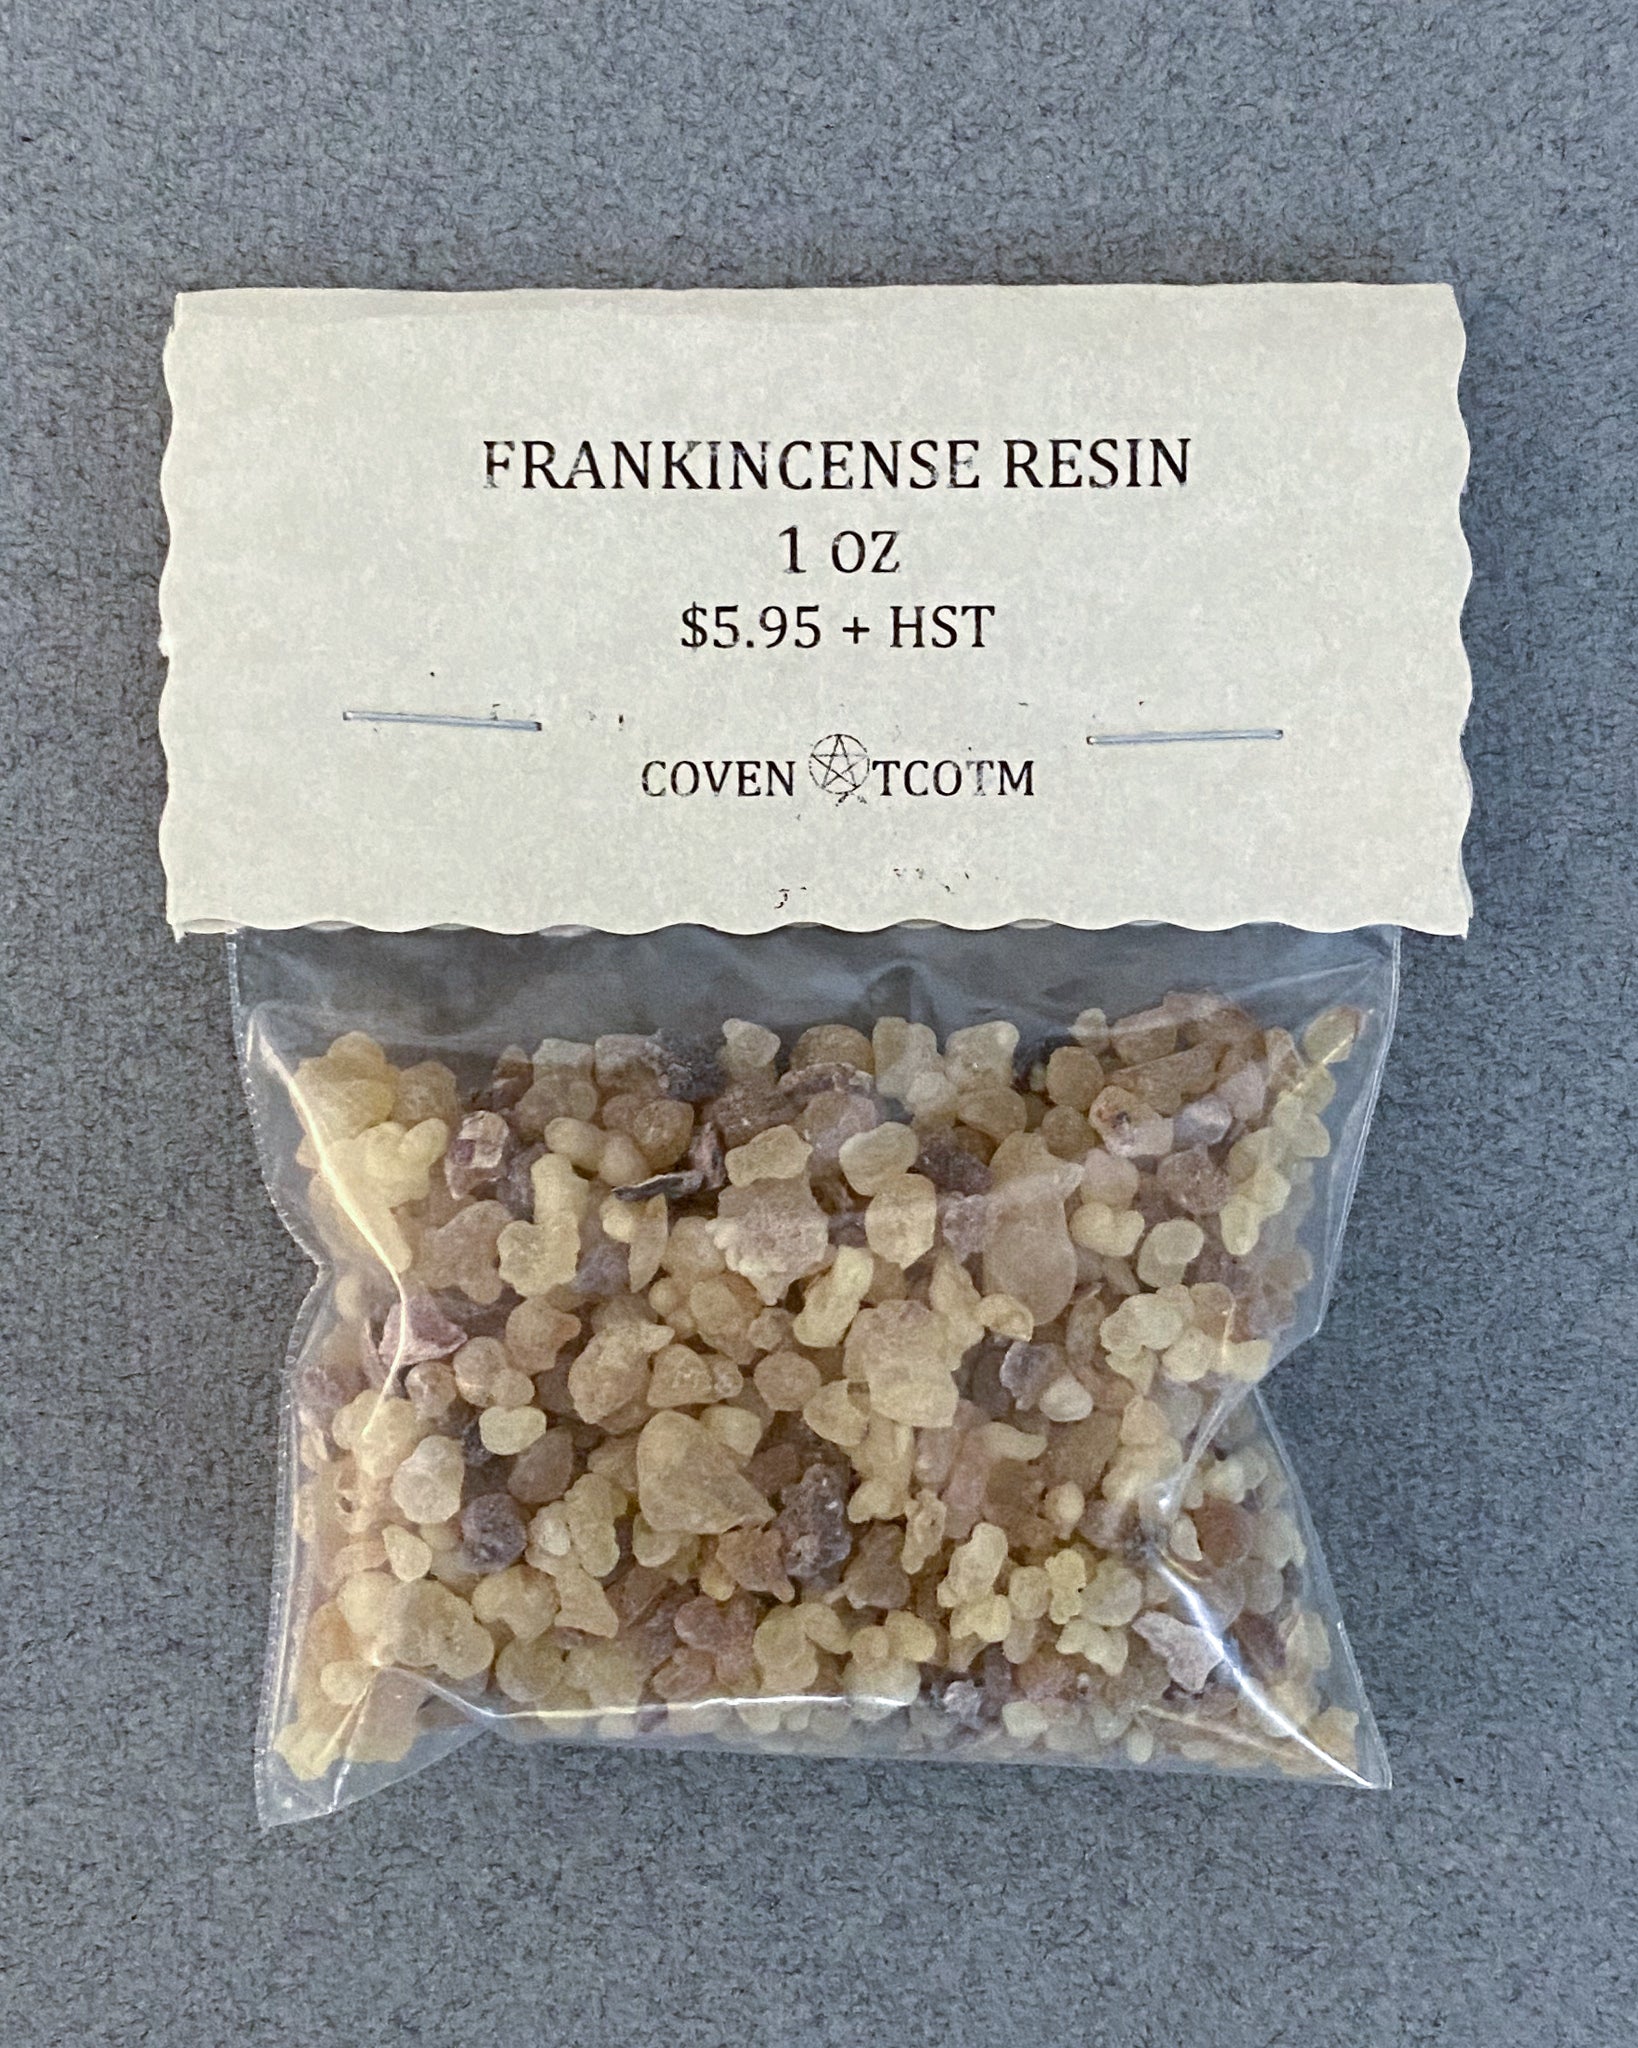 FRANKINCENSE RESIN
1 OZ
$5.95 + HST
COVEN TCOTM